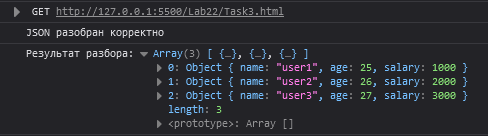 GET http://127.0.0.1:5500/Lab22/Task3.html
JSON разобран корректно
Результат разбора: Array(3) [ {…}, {…}, {…} ]
0: Object { name: "user1", age: 25, salary: 1000 }
1: Object { name: "user2", age: 26, salary: 2000 }
2: Object { name: "user3", age: 27, salary: 3000 }
length: 3
<prototype>: Array []